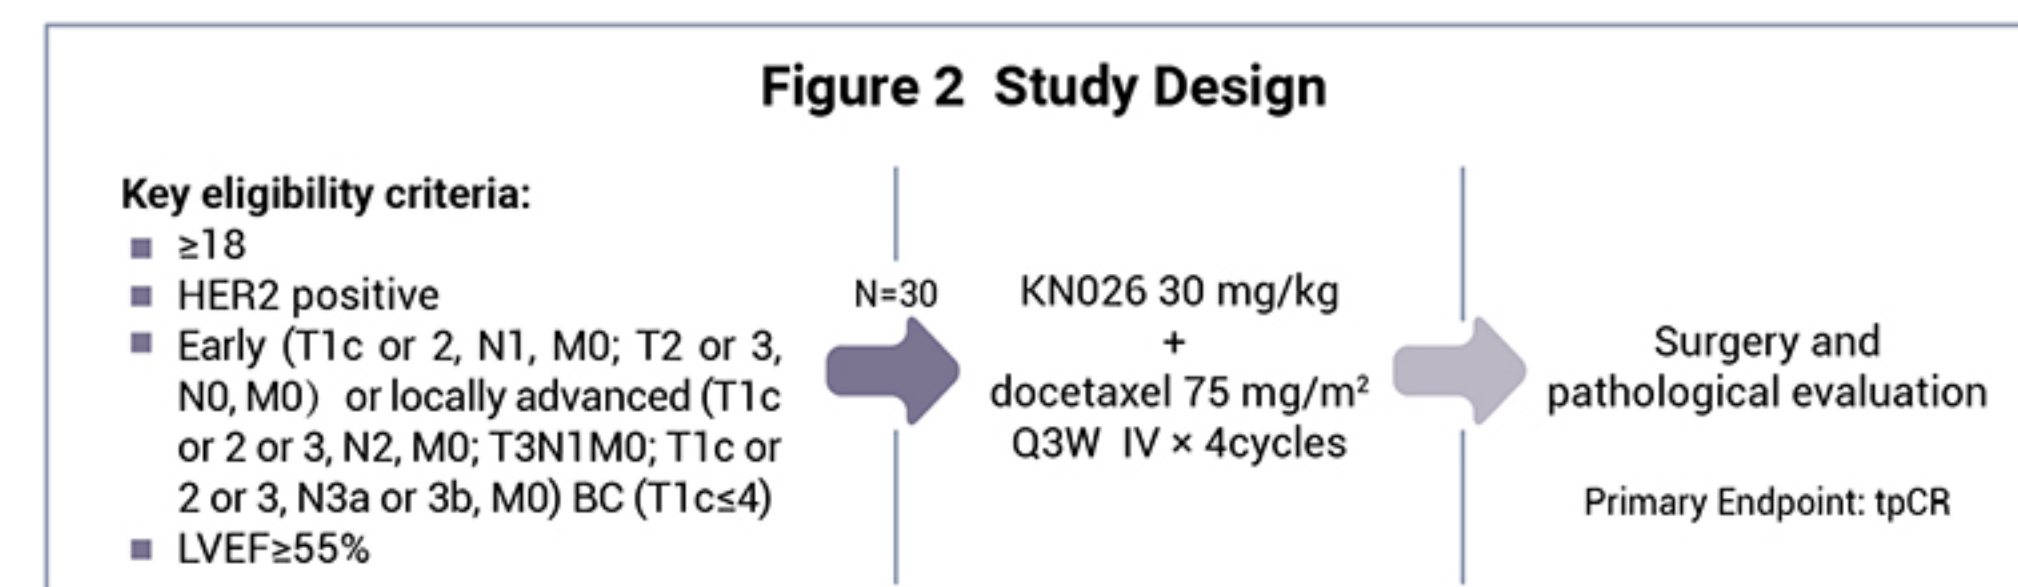 Figure 2 Study Design
Key eligibility criteria:
≥18
HER2 positive
Early (T1c or 2, N1, M0; T2 or 3,
N0, M0） or locally advanced (T1c
or 2 or 3, N2, M0; T3N1M0; T1c or
2 or 3, N3a or 3b, M0) BC (T1c≤4)
LVEF≥55%
N=30
KN026 30 mg/kg
+
docetaxel 75 mg/m²
Q3W IV × 4cycles
Surgery and
pathological evaluation
Primary Endpoint: tpCR